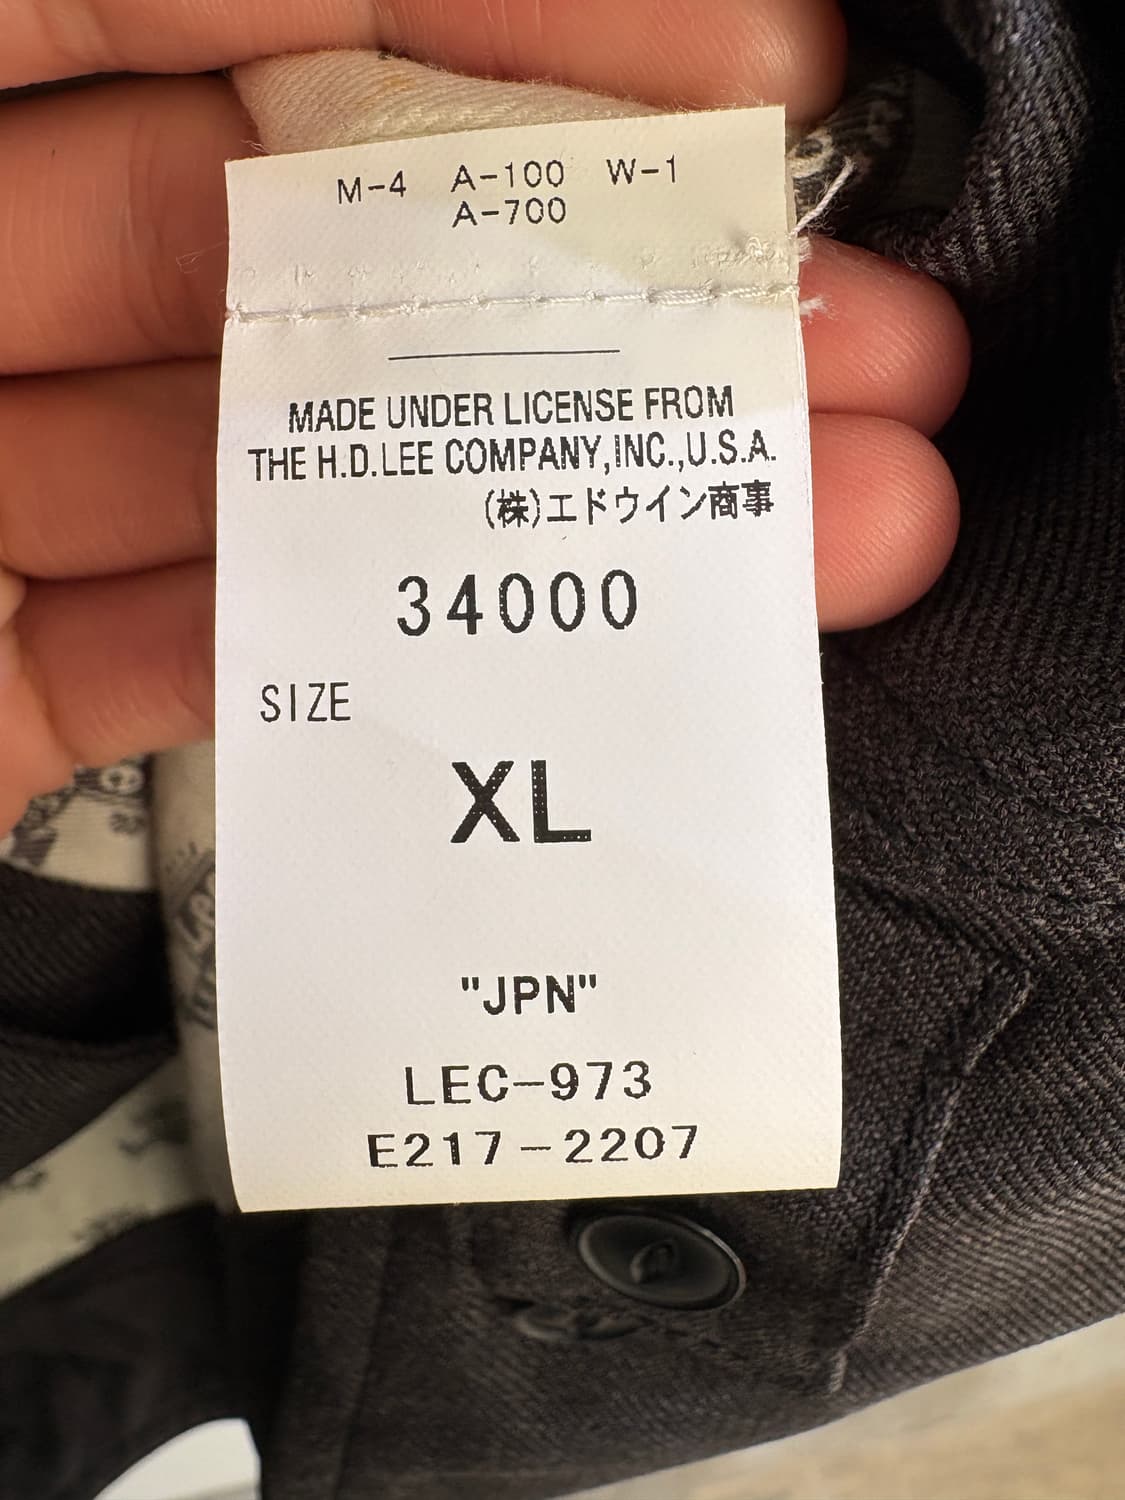 M-4 A-100 W-1
A-700
MADE UNDER LICENSE FROM
THE H.D.LEE COMPANY,INC.,U.S.A.
(株)エドウイン商事
34000
SIZE
XL
"JPN"
LEC-973
E217-2207